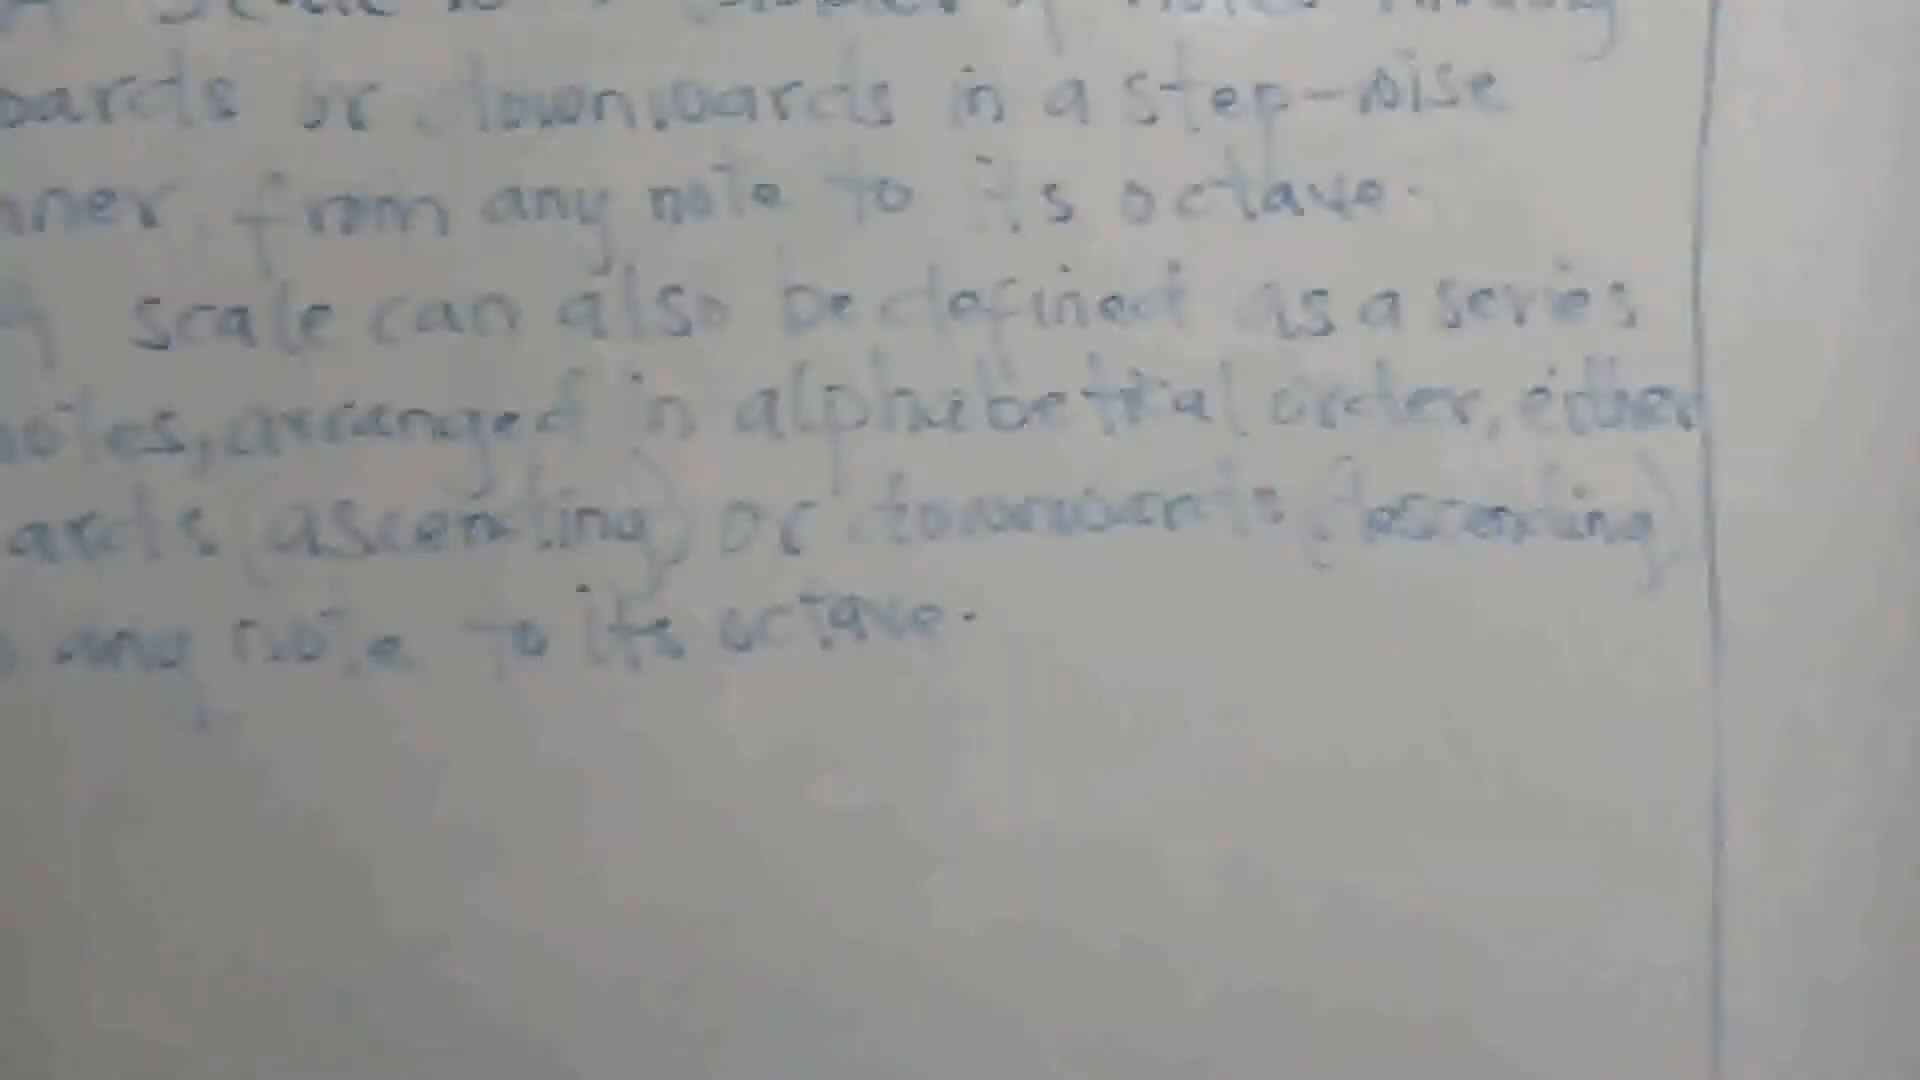 wards or downwards in a step-wise
nner from any note to its octave.
A scale can also be defined as a series
notes, arranged in alphabetical order, either
ards (ascending) or downwards (descending)
any note to its octave.